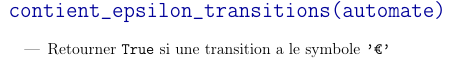 contient_epsilon_transitions(automate)
— Retourner True si une transition a le symbole '€'